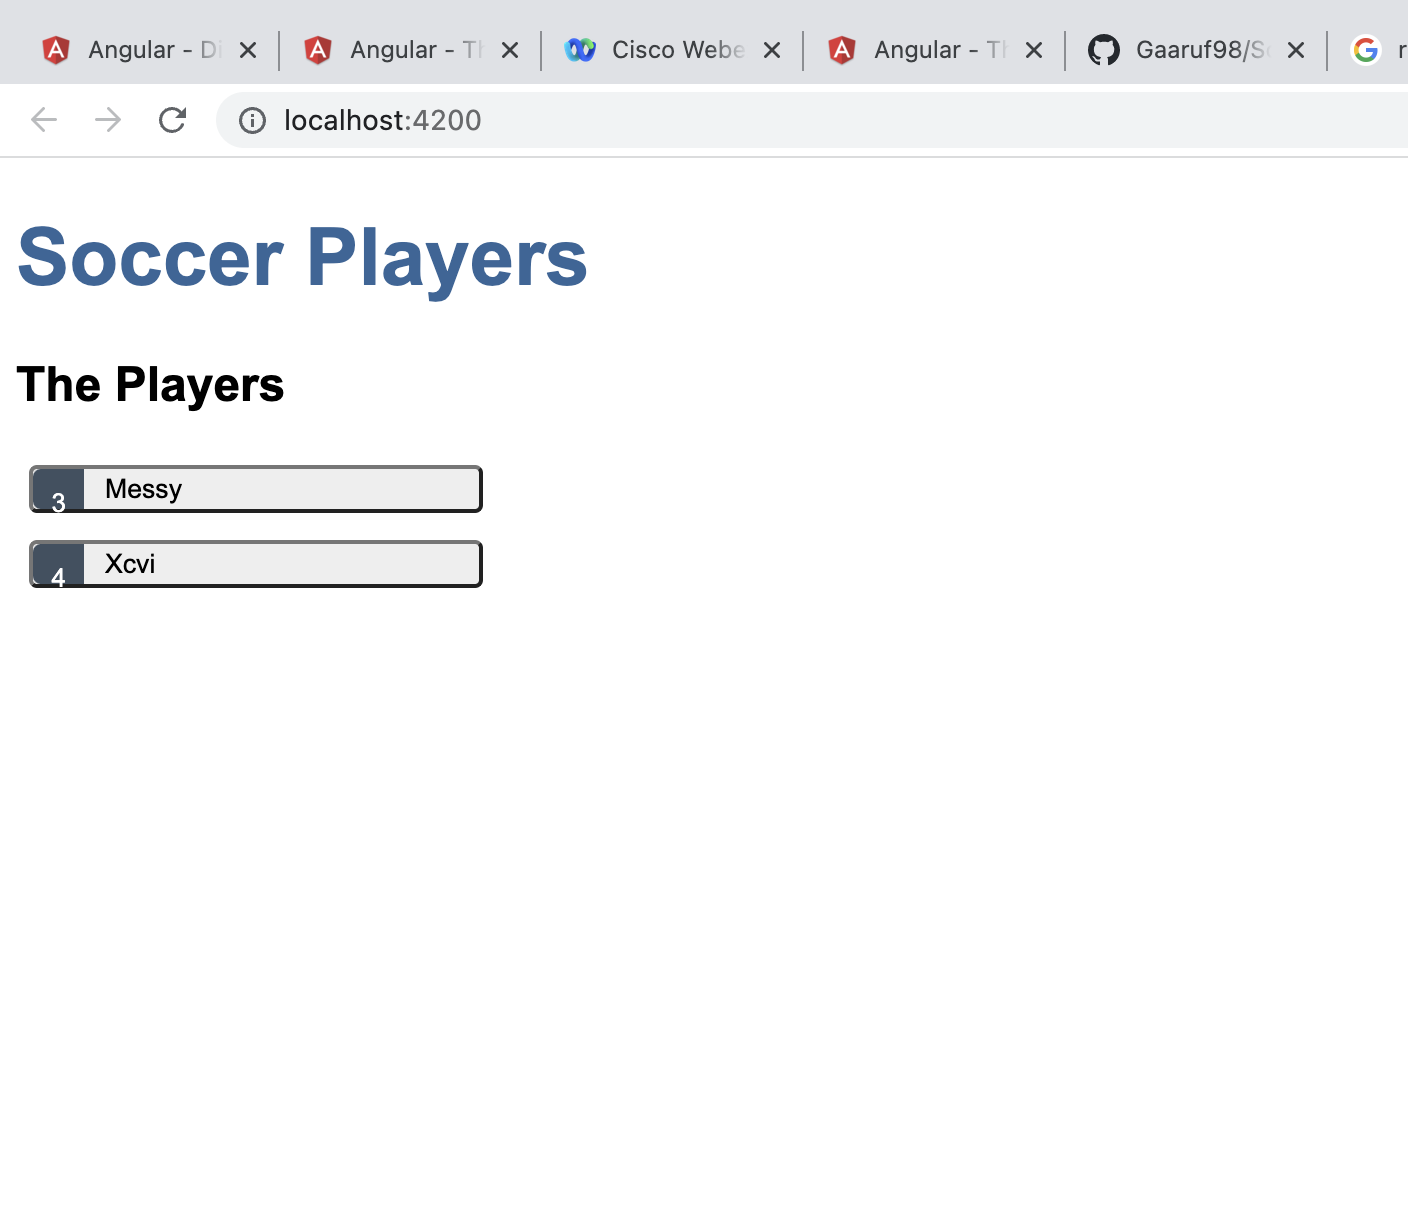 Angular - Di
Angular - Th
Cisco Webe
Angular - Th
Gaaruf98/So
r
localhost:4200
Soccer Players
The Players
3 Messy
4 Xcvi